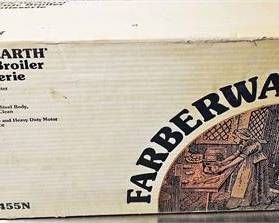 ARTH®
Broiler
erie
Steel Body,
Clean
and Heavy Duty Motor
455N
FARBERWA